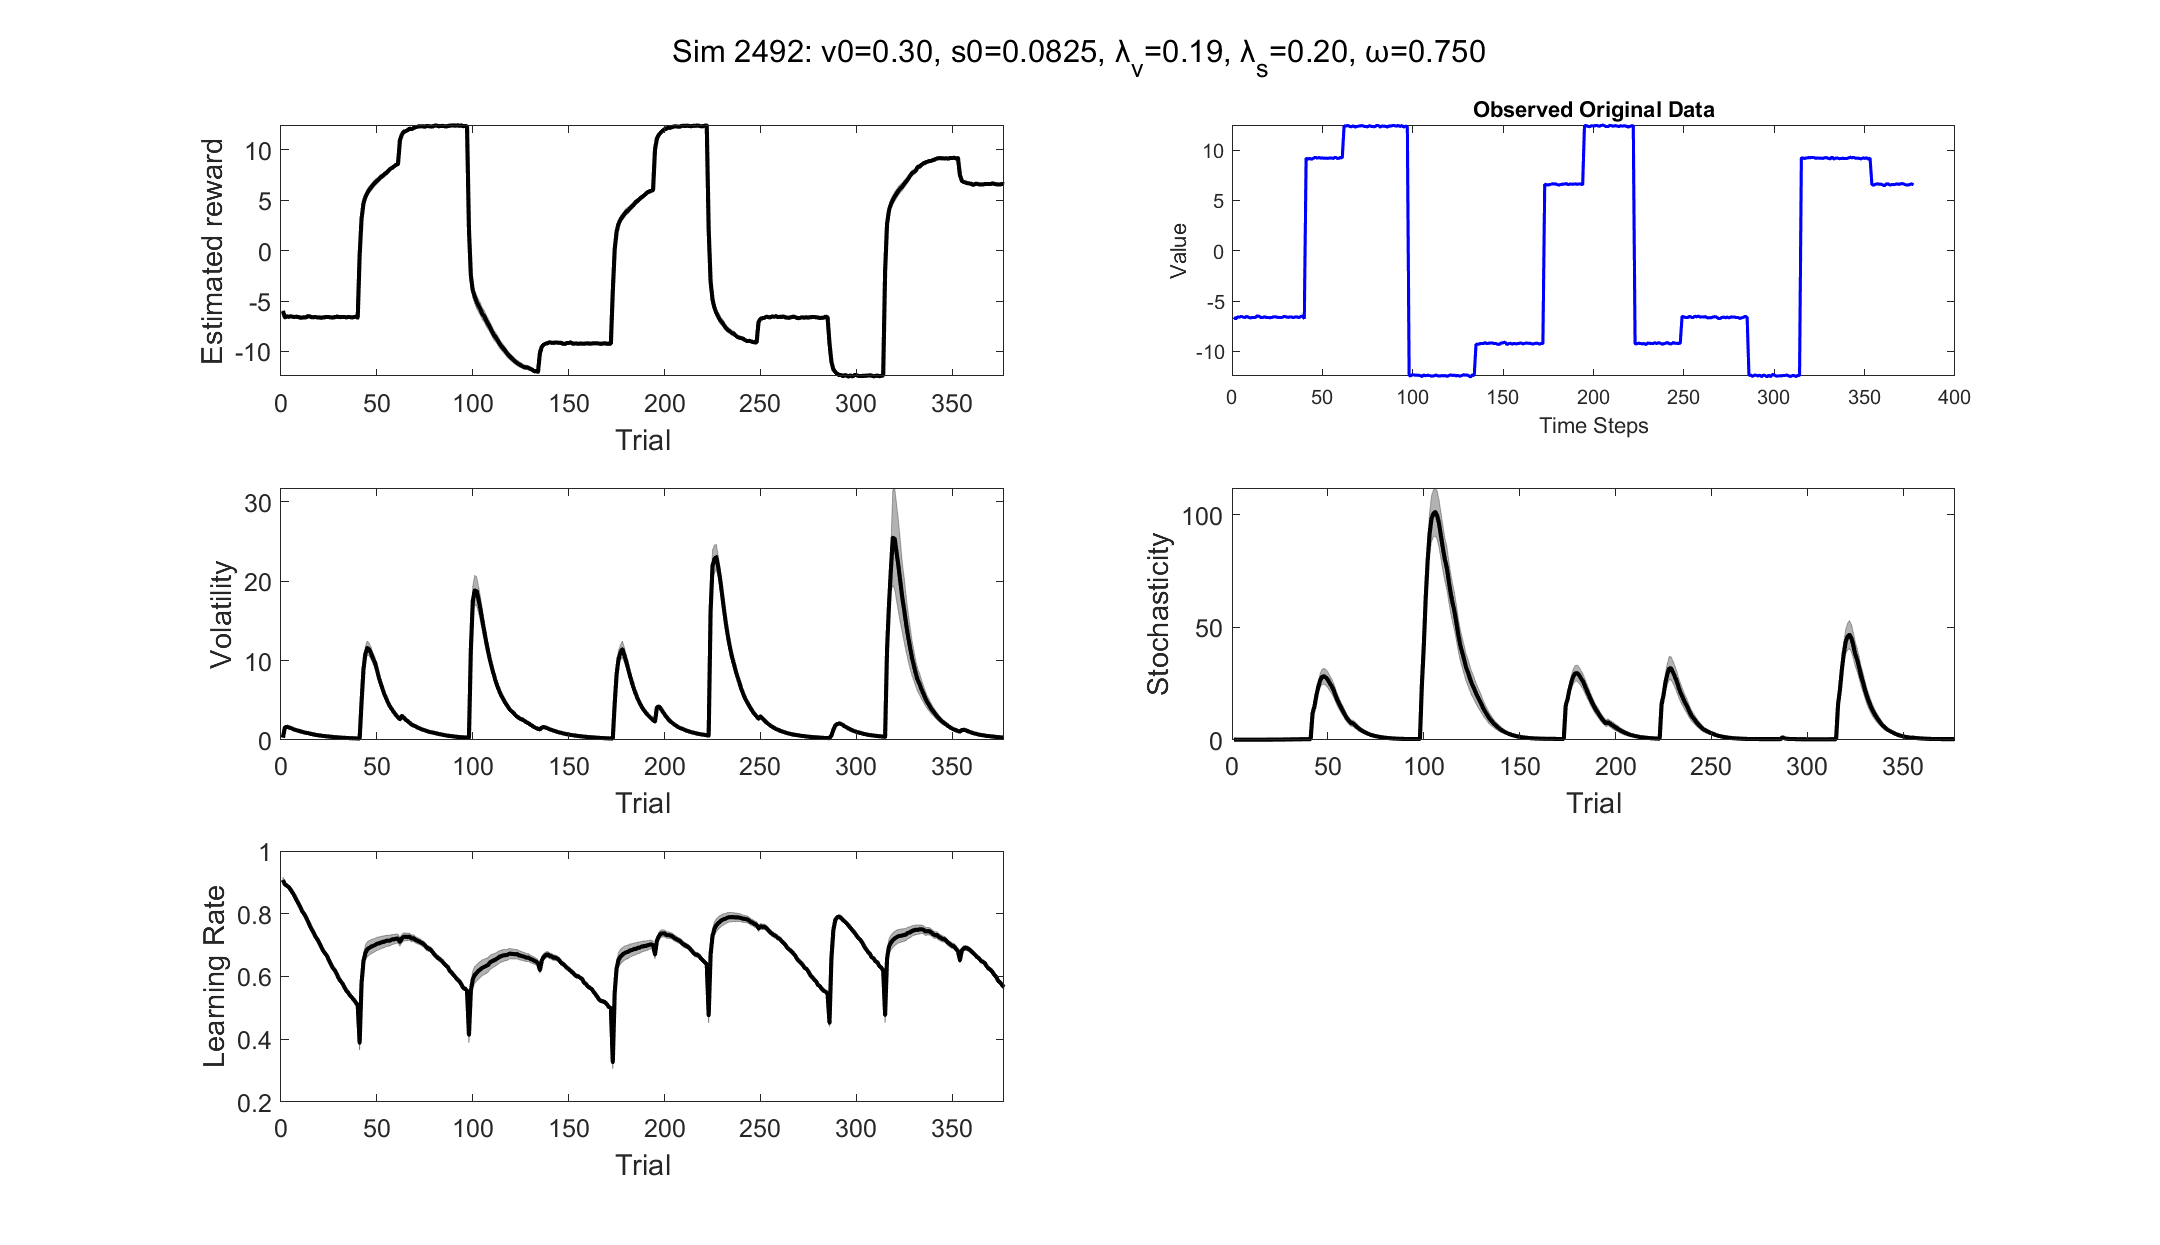 Sim 2492: v0=0.30, s0=0.0825, λ_v=0.19, λ_s=0.20, ω=0.750
Estimated reward
10
5
0
-5
-10
0 50 100 150 200 250 300 350
Trial
Observed Original Data
Value
10
5
0
-5
-10
0 50 100 150 200 250 300 350 400
Time Steps
Volatility
30
20
10
0
0 50 100 150 200 250 300 350
Trial
Stochasticity
100
50
0
0 50 100 150 200 250 300 350
Trial
Learning Rate
1
0.8
0.6
0.4
0.2
0 50 100 150 200 250 300 350
Trial